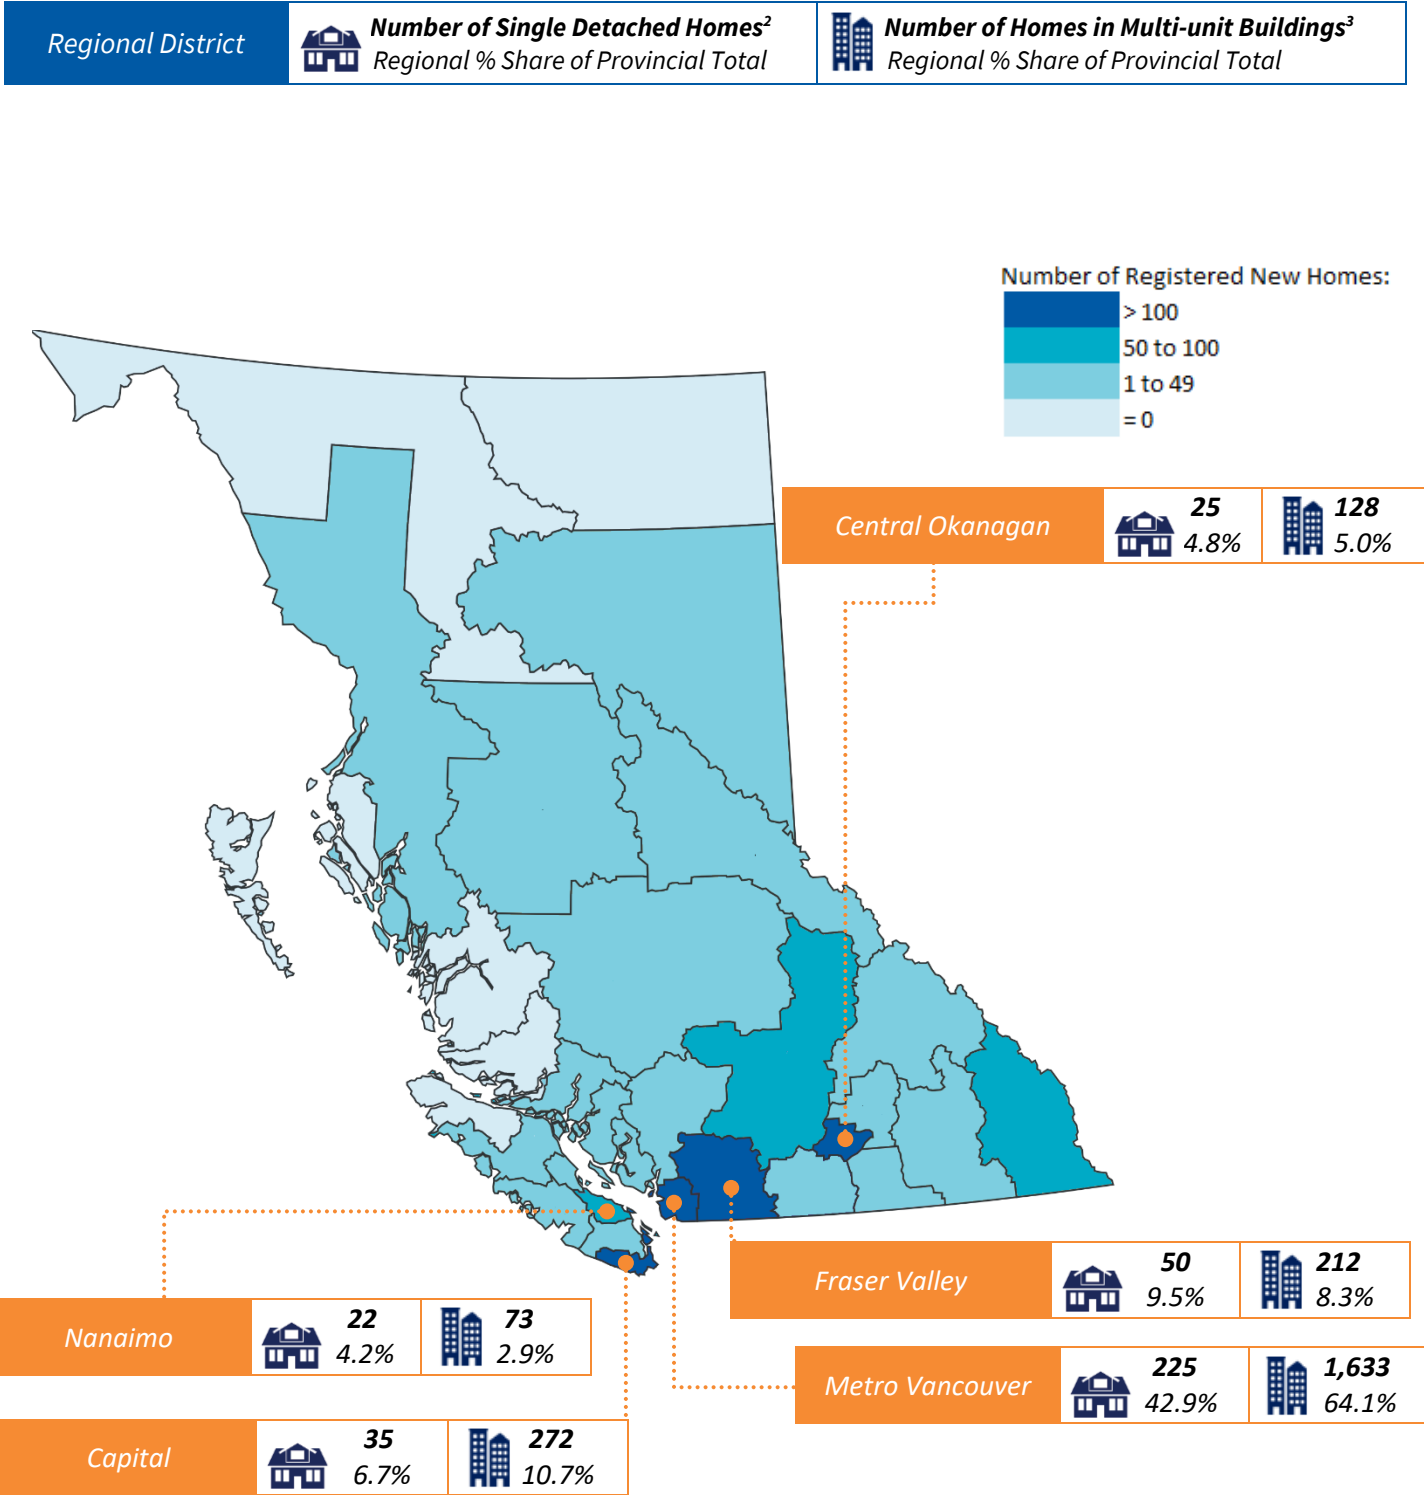 Regional District
Number of Single Detached Homes²
Regional % Share of Provincial Total
Number of Homes in Multi-unit Buildings³
Regional % Share of Provincial Total
Number of Registered New Homes:
> 100
50 to 100
1 to 49
= 0
Central Okanagan
25
4.8%
128
5.0%
Fraser Valley
50
9.5%
212
8.3%
Nanaimo
22
4.2%
73
2.9%
Metro Vancouver
225
42.9%
1,633
64.1%
Capital
35
6.7%
272
10.7%